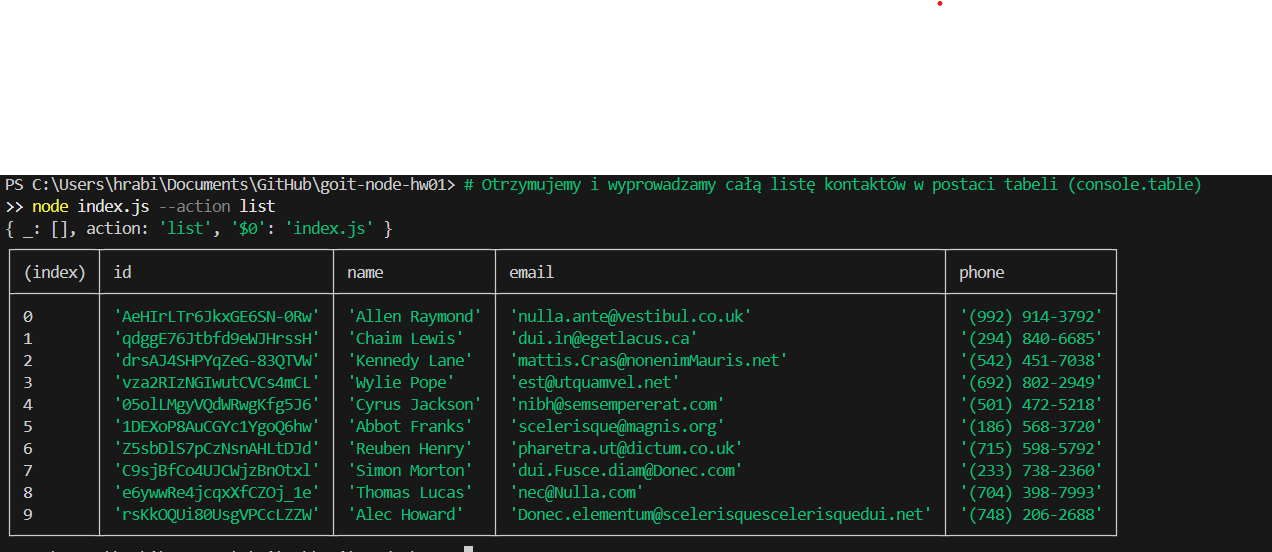 PS C:\Users\hrabi\Documents\GitHub\goit-node-hw01> # Otrzymujemy i wyprowadzamy całą listę kontaktów w postaci tabeli (console.table)
>> node index.js --action list
{ _: [], action: 'list', '$0': 'index.js' }
(index) id name email phone
0 'AeHIrLTr6JkxGE6SN-0Rw' 'Allen Raymond' 'nulla.ante@vestibul.co.uk' '(992) 914-3792'
1 'qdggE76Jtbfd9eWJHrssH' 'Chaim Lewis' 'dui.in@egetlacus.ca' '(294) 840-6685'
2 'drsAJ4SHPYqZeG-83QTVW' 'Kennedy Lane' 'mattis.Cras@nonenimMauris.net' '(542) 451-7038'
3 'vza2RIzNGIwutCVCs4mCL' 'Wylie Pope' 'est@utquamvel.net' '(692) 802-2949'
4 '05olLMgyVQdWRwgKfg5J6' 'Cyrus Jackson' 'nibh@semsempererat.com' '(501) 472-5218'
5 '1DEXoP8AuCGYc1YgoQ6hw' 'Abbot Franks' 'scelerisque@magnis.org' '(186) 568-3720'
6 'Z5sbDlS7pCzNsnAHLtDJd' 'Reuben Henry' 'pharetra.ut@dictum.co.uk' '(715) 598-5792'
7 'C9sjBfCo4UJCWjzBnOtxl' 'Simon Morton' 'dui.Fusce.diam@Donec.com' '(233) 738-2360'
8 'e6ywwRe4jcqxXfCZOj_1e' 'Thomas Lucas' 'nec@Nulla.com' '(704) 398-7993'
9 'rsKkOQUi80UsgVPCcLZZW' 'Alec Howard' 'Donec.elementum@scelerisquescelerisquedui.net' '(748) 206-2688'